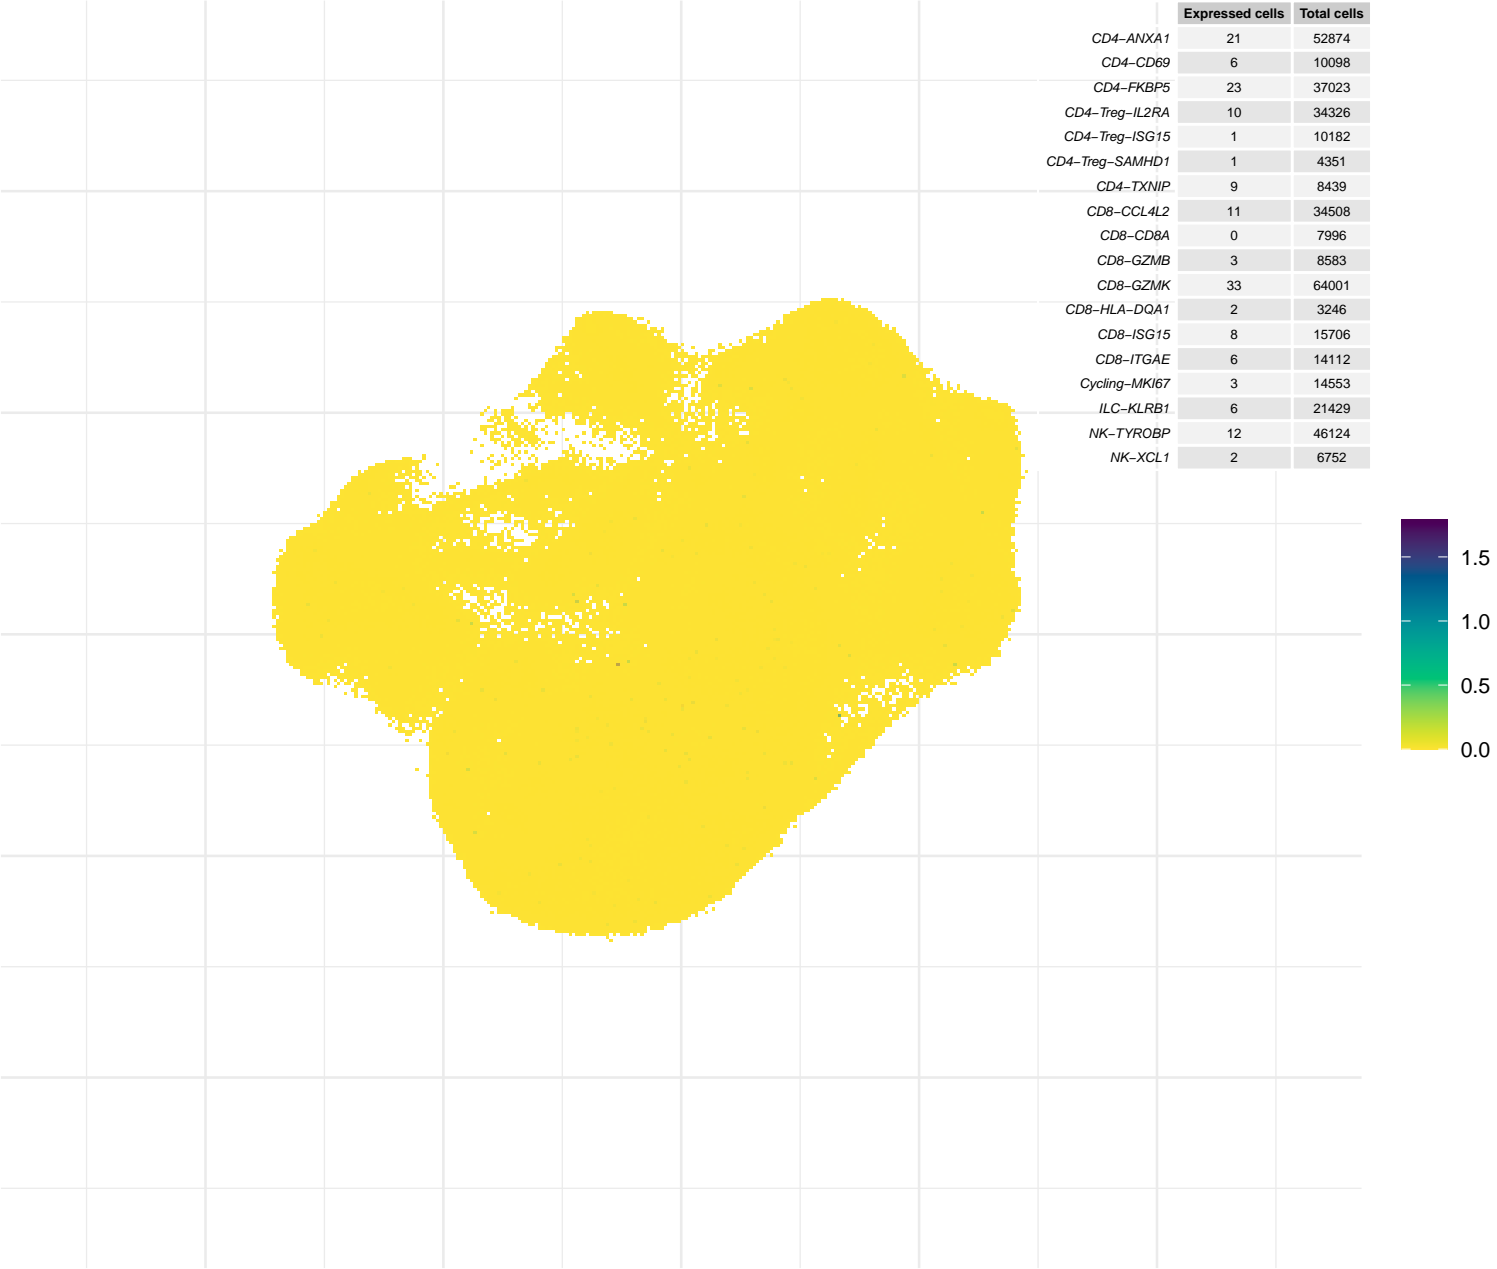 Expressed cells Total cells
CD4−ANXA1 21 52874
CD4−CD69 6 10098
CD4−FKBP5 23 37023
CD4−Treg−IL2RA 10 34326
CD4−Treg−ISG15 1 10182
CD4−Treg−SAMHD1 1 4351
CD4−TXNIP 9 8439
CD8−CCL4L2 11 34508
CD8−CD8A 0 7996
CD8−GZMB 3 8583
CD8−GZMK 33 64001
CD8−HLA−DQA1 2 3246
CD8−ISG15 8 15706
CD8−ITGAE 6 14112
Cycling−MKI67 3 14553
ILC−KLRB1 6 21429
NK−TYROBP 12 46124
NK−XCL1 2 6752
1.5
1.0
0.5
0.0